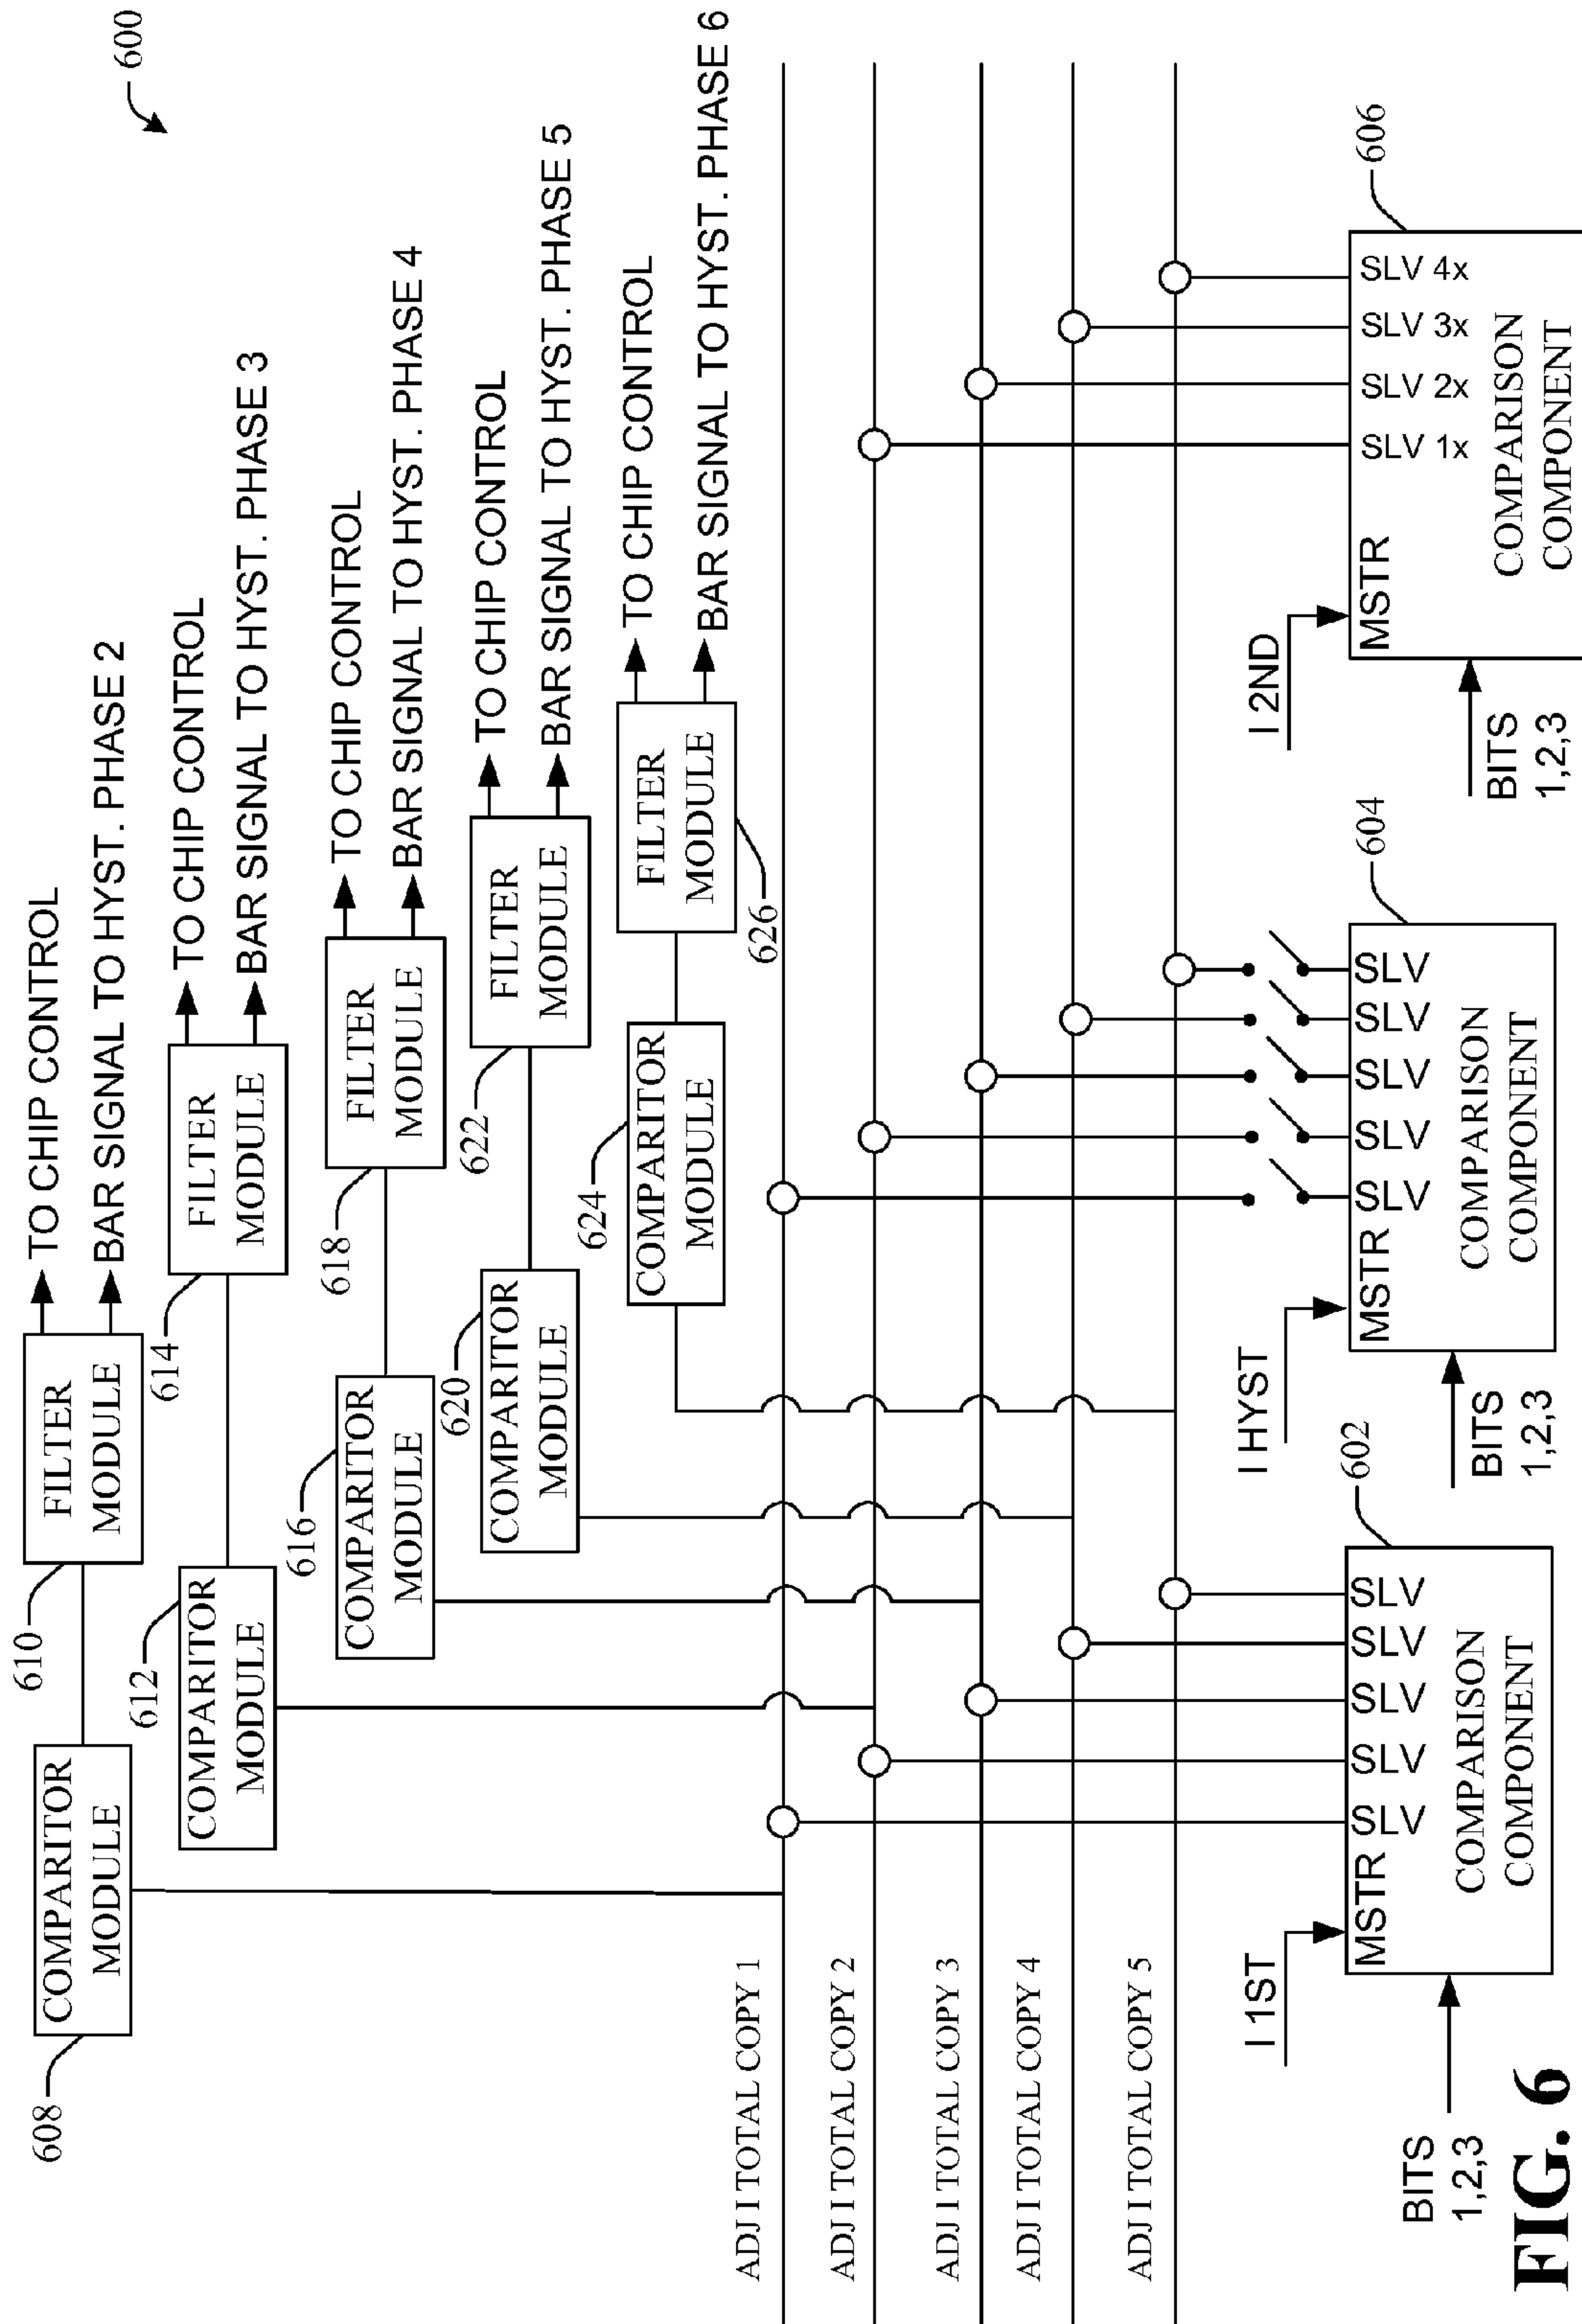 600
608
COMPARITOR
MODULE
610
FILTER
MODULE
TO CHIP CONTROL
BAR SIGNAL TO HYST. PHASE 2
612
COMPARITOR
MODULE
614
FILTER
MODULE
TO CHIP CONTROL
BAR SIGNAL TO HYST. PHASE 3
616
COMPARITOR
MODULE
618
FILTER
MODULE
TO CHIP CONTROL
BAR SIGNAL TO HYST. PHASE 4
620
COMPARITOR
MODULE
622
FILTER
MODULE
TO CHIP CONTROL
BAR SIGNAL TO HYST. PHASE 5
624
COMPARITOR
MODULE
626
FILTER
MODULE
TO CHIP CONTROL
BAR SIGNAL TO HYST. PHASE 6
ADJ I TOTAL COPY 1
ADJ I TOTAL COPY 2
ADJ I TOTAL COPY 3
ADJ I TOTAL COPY 4
ADJ I TOTAL COPY 5
I 1ST
602
MSTR
SLV
SLV
SLV
SLV
SLV
COMPARISON
COMPONENT
BITS
1,2,3
I HYST
604
MSTR
SLV
SLV
SLV
SLV
SLV
COMPARISON
COMPONENT
BITS
1,2,3
I 2ND
606
MSTR
SLV 1x
SLV 2x
SLV 3x
SLV 4x
COMPARISON
COMPONENT
BITS
1,2,3
FIG. 6